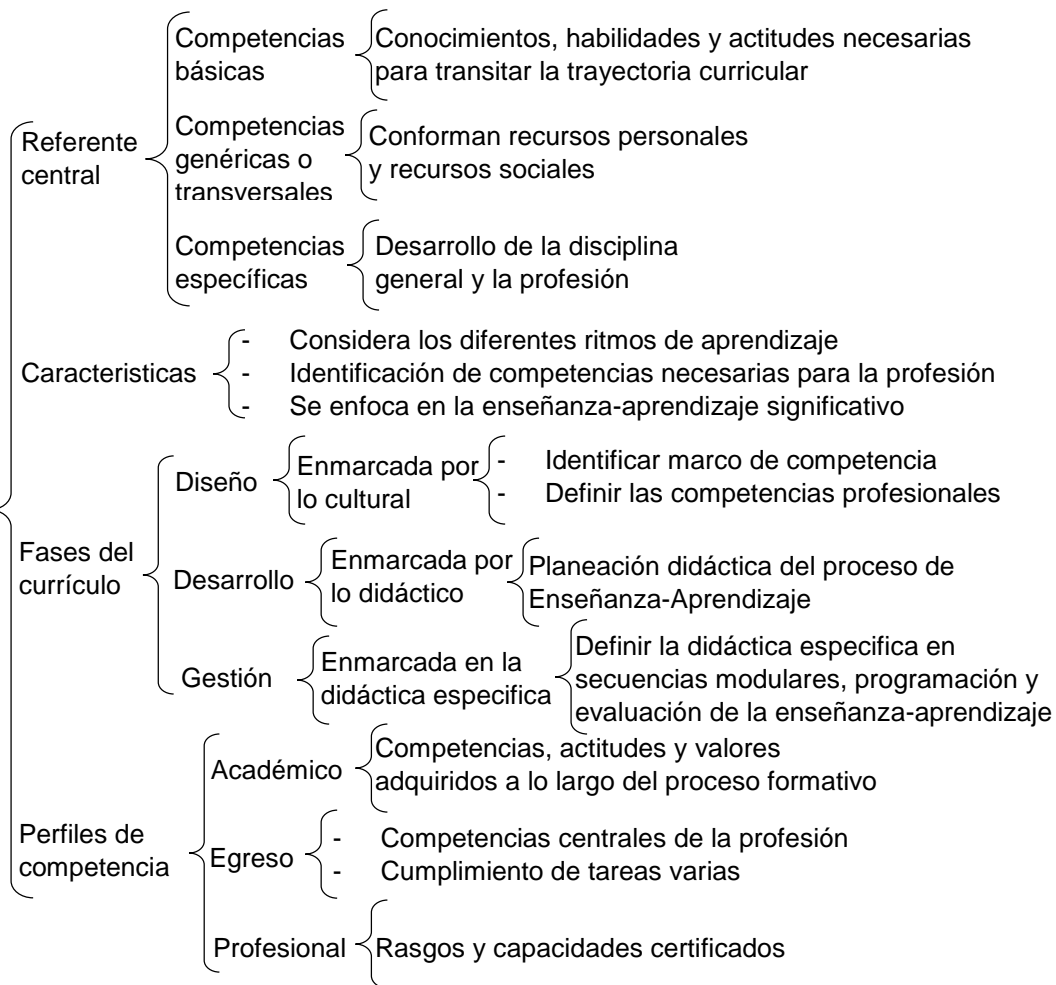 Referente
central
Competencias
básicas
Conocimientos, habilidades y actitudes necesarias
para transitar la trayectoria curricular
Competencias
genéricas o
transversales
Conforman recursos personales
y recursos sociales
Competencias
específicas
Desarrollo de la disciplina
general y la profesión
Caracteristicas
- Considera los diferentes ritmos de aprendizaje
- Identificación de competencias necesarias para la profesión
- Se enfoca en la enseñanza-aprendizaje significativo
Fases del
currículo
Diseño
Enmarcada por
lo cultural
- Identificar marco de competencia
- Definir las competencias profesionales
Desarrollo
Enmarcada por
lo didáctico
Planeación didáctica del proceso de
Enseñanza-Aprendizaje
Gestión
Enmarcada en la
didáctica especifica
Definir la didáctica especifica en
secuencias modulares, programación y
evaluación de la enseñanza-aprendizaje
Perfiles de
competencia
Académico
Competencias, actitudes y valores
adquiridos a lo largo del proceso formativo
Egreso
- Competencias centrales de la profesión
- Cumplimiento de tareas varias
Profesional
Rasgos y capacidades certificados